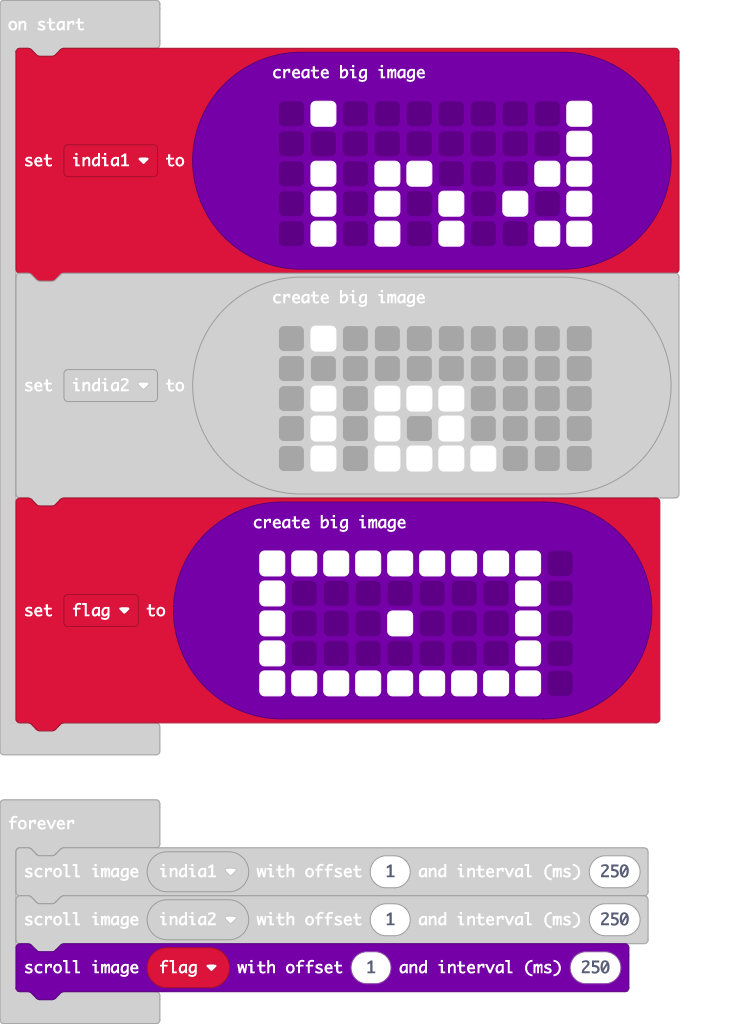 on start
create big image
set india1 to
create big image
set india2 to
create big image
set flag to
forever
scroll image india1 with offset 1 and interval (ms) 250
scroll image india2 with offset 1 and interval (ms) 250
scroll image flag with offset 1 and interval (ms) 250